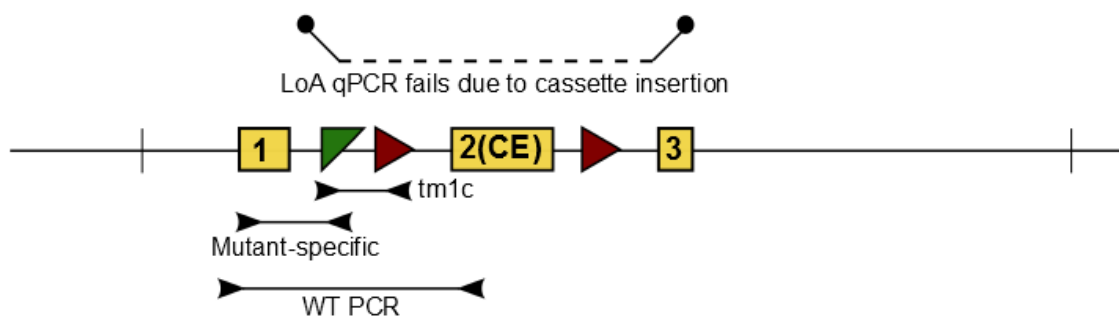 LoA qPCR fails due to cassette insertion
1 2(CE) 3
tm1c
Mutant-specific
WT PCR